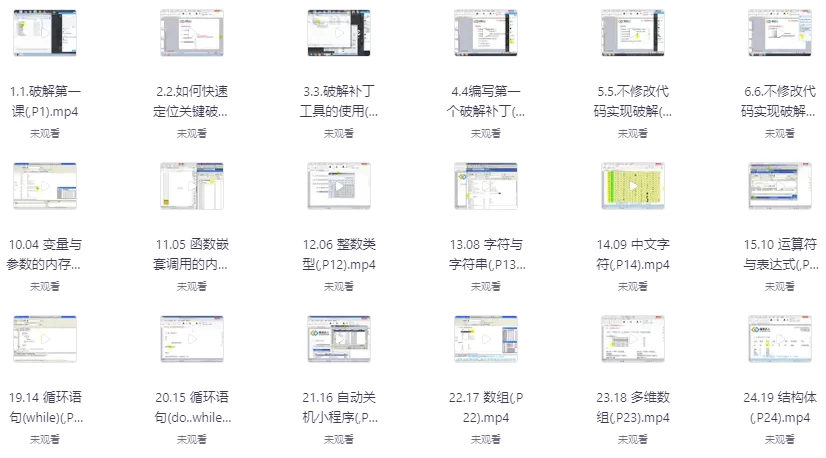 1.1.破解第一
课(,P1).mp4
未观看
2.2.如何快速
定位关键破...
未观看
3.3.破解补丁
工具的使用(...
未观看
4.4编写第一
个破解补丁(...
未观看
5.5.不修改代
码实现破解(...
未观看
6.6.不修改代
码实现破解...
未观看
10.04 变量与
参数的内存...
未观看
11.05 函数嵌
套调用的内...
未观看
12.06 整数类
型(,P12).mp4
未观看
13.08 字符与
字符串(,P13...
未观看
14.09 中文字
符(,P14).mp4
未观看
15.10 运算符
与表达式(,P...
未观看
19.14 循环语
句(while)(,P...
未观看
20.15 循环语
句(do..while...
未观看
21.16 自动关
机小程序(,P...
未观看
22.17 数组(,P
22).mp4
未观看
23.18 多维数
组(,P23).mp4
未观看
24.19 结构体
(,P24).mp4
未观看